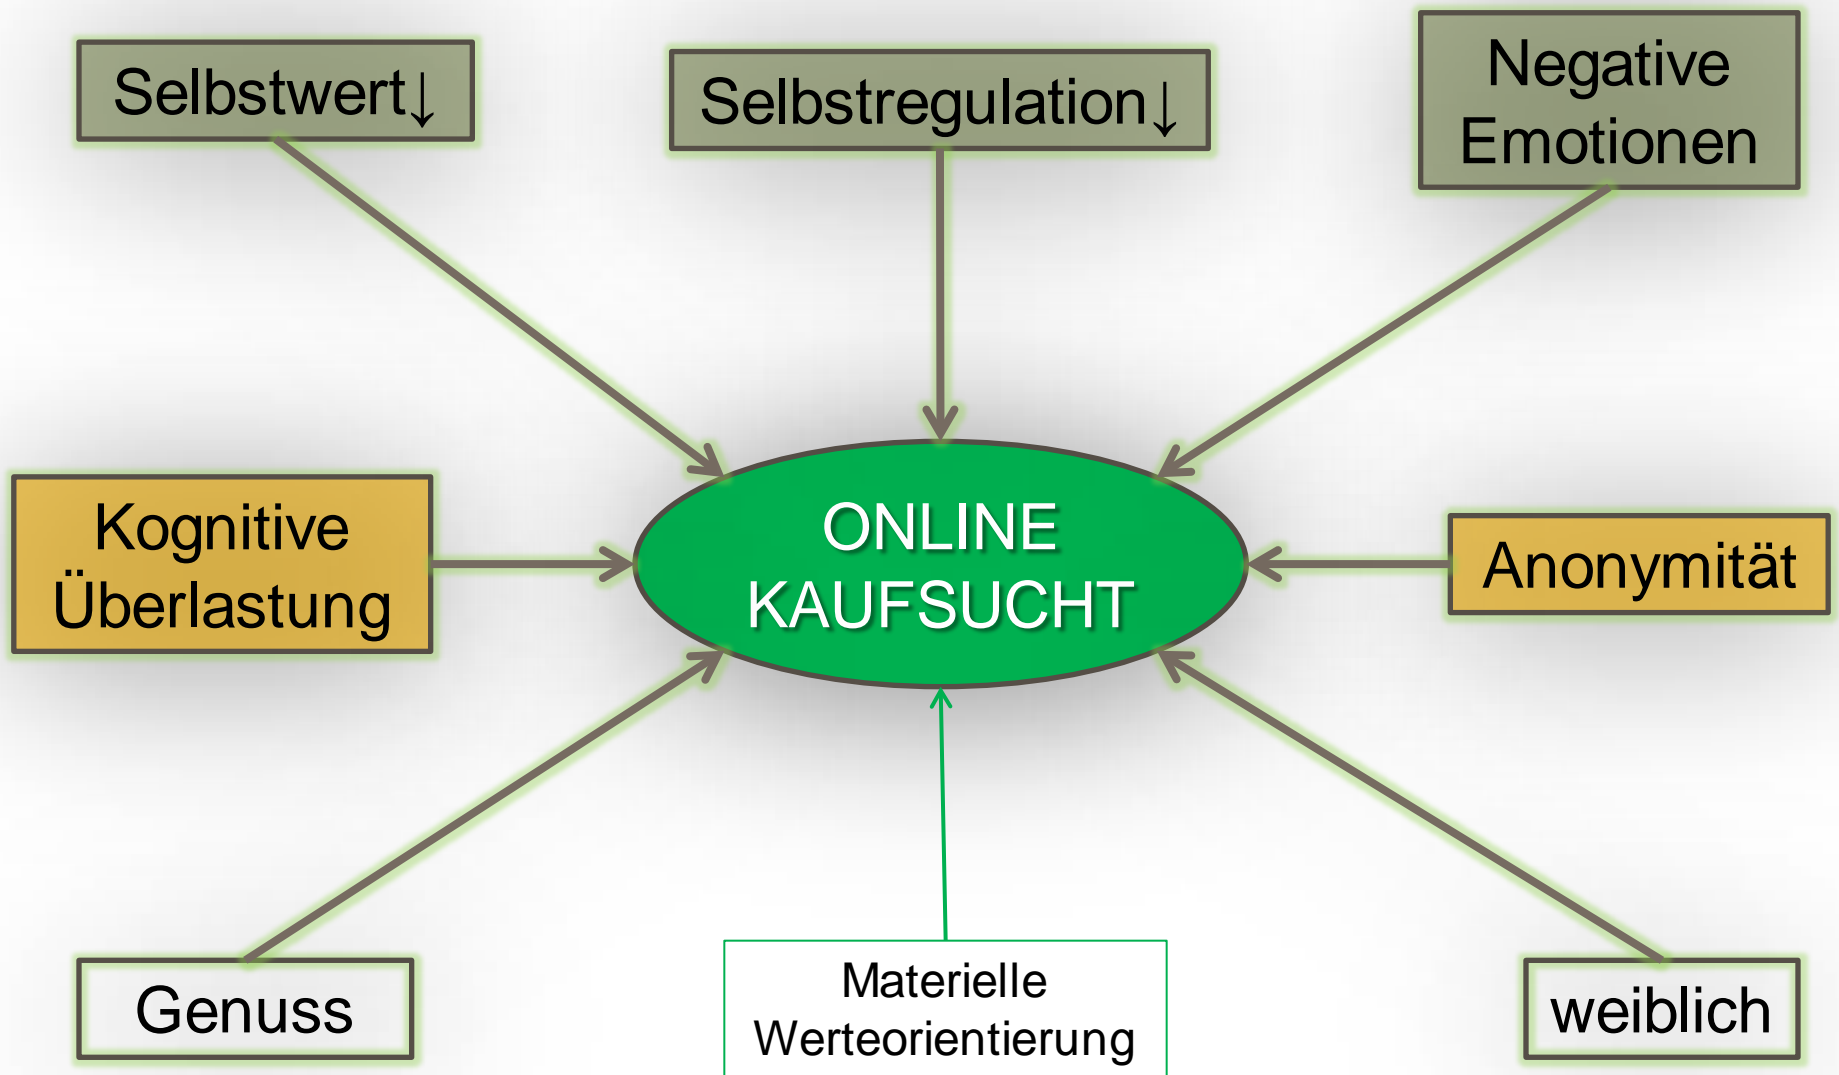 Selbstwert↓
Selbstregulation↓
Negative
Emotionen
Kognitive
Überlastung
ONLINE
KAUFSUCHT
Anonymität
Genuss
Materielle
Werteorientierung
weiblich